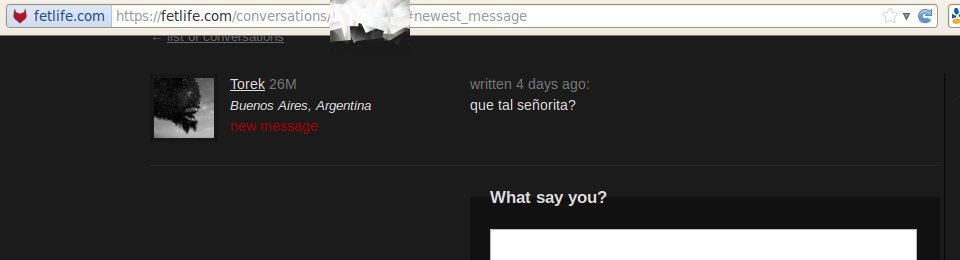 fetlife.com https://fetlife.com/conversations/ #newest_message
← list of conversations
Torek 26M
Buenos Aires, Argentina
new message
written 4 days ago:
que tal señorita?
What say you?